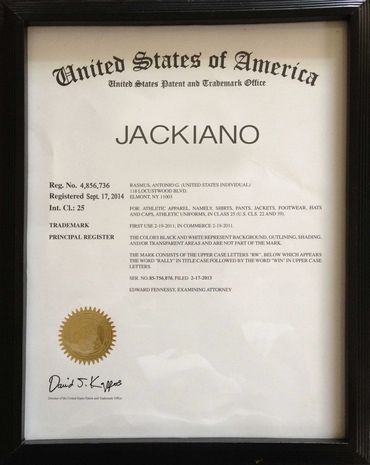 United States of America
United States Patent and Trademark Office
JACKIANO
Reg. No. 4,856,736
Registered Sept. 17, 2014
Int. Cl.: 25
TRADEMARK
PRINCIPAL REGISTER
RASMUS, ANTONIO G. (UNITED STATES INDIVIDUAL)
118 LOCUSTWOOD BLVD.
ELMONT, NY 11003
FOR: ATHLETIC APPAREL, NAMELY, SHIRTS, PANTS, JACKETS, FOOTWEAR, HATS
AND CAPS, ATHLETIC UNIFORMS, IN CLASS 25 (U.S. CLS. 22 AND 39).
FIRST USE 2-19-2011; IN COMMERCE 2-19-2011.
THE COLORS BLACK AND WHITE REPRESENT BACKGROUND, OUTLINING, SHADING,
AND/OR TRANSPARENT AREAS AND ARE NOT PART OF THE MARK.
THE MARK CONSISTS OF THE UPPER CASE LETTERS "RW", BELOW WHICH APPEARS
THE WORD "RALLY" IN TITLE CASE FOLLOWED BY THE WORD "WIN" IN UPPER CASE
LETTERS.
SER. NO. 85-756,876, FILED 2-17-2013
EDWARD FENNESSY, EXAMINING ATTORNEY
David J. Kappos
Director of the United States Patent and Trademark Office